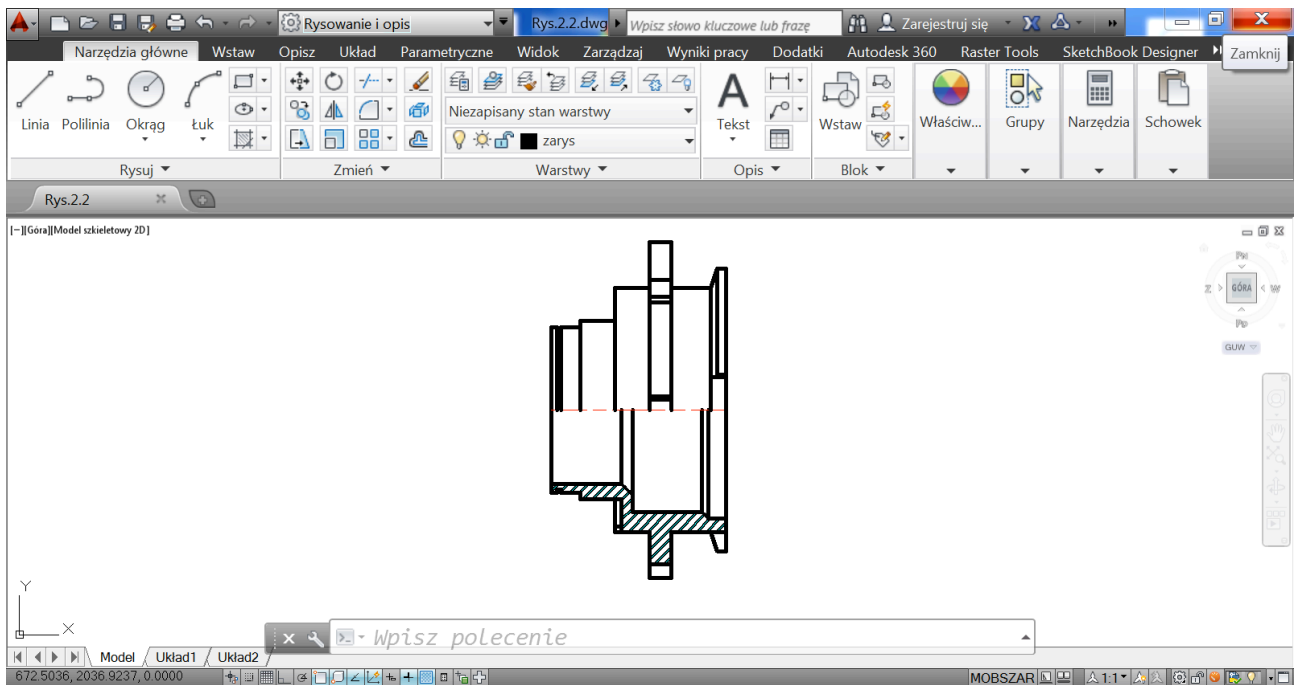 Rysowanie i opis Rys.2.2.dwg Wpisz słowo kluczowe lub frazę Zarejestruj się
Narzędzia główne Wstaw Opisz Układ Parametryczne Widok Zarządzaj Wyniki pracy Dodatki Autodesk 360 Raster Tools SketchBook Designer Zamknij
Niezapisany stan warstwy
Linia Polilinia Okrąg Łuk Tekst Wstaw Właściw... Grupy Narzędzia Schowek
zarys
Rysuj Zmień Warstwy Opis Blok
Rys.2.2
[−][Góra][Model szkieletowy 2D]
Pn
Z GÓRA W
Pd
GUW
Y
X
Wpisz polecenie
Model Układ1 Układ2
672.5036, 2036.9237, 0.0000 MOBSZAR 1:1